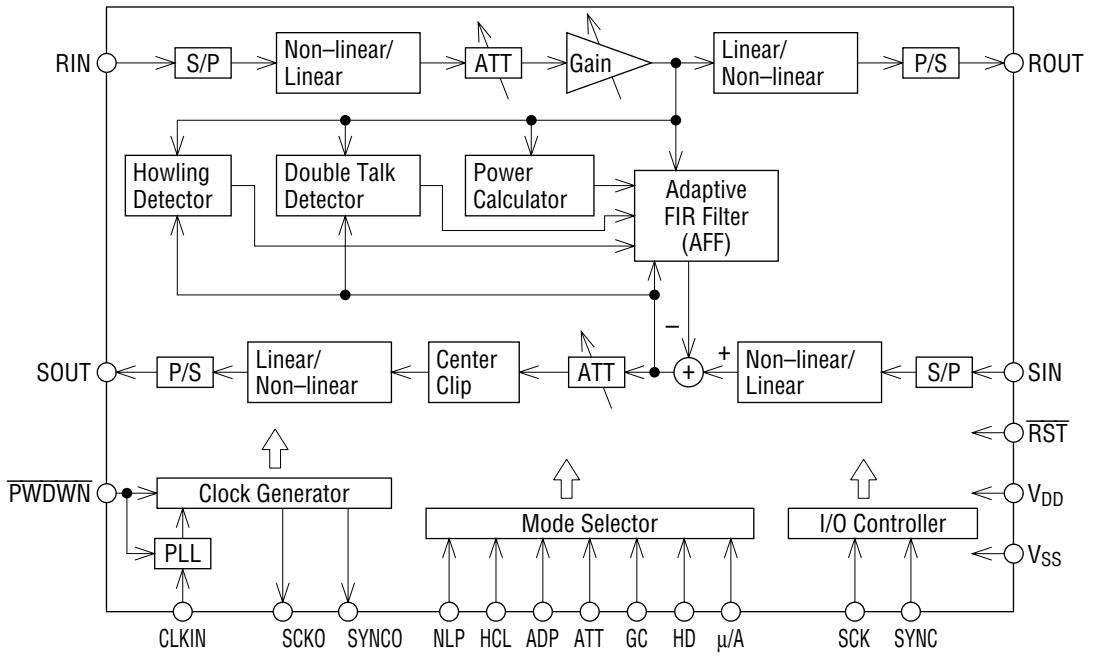 RIN
S/P
Non–linear/
Linear
ATT
Gain
Linear/
Non–linear
P/S
ROUT
Howling
Detector
Double Talk
Detector
Power
Calculator
Adaptive
FIR Filter
(AFF)
–
+
SOUT
P/S
Linear/
Non–linear
Center
Clip
ATT
+
Non–linear/
Linear
S/P
SIN
RST
PWDWN
Clock Generator
VDD
Mode Selector
I/O Controller
PLL
VSS
CLKIN
SCKO
SYNCO
NLP
HCL
ADP
ATT
GC
HD
μ/A
SCK
SYNC